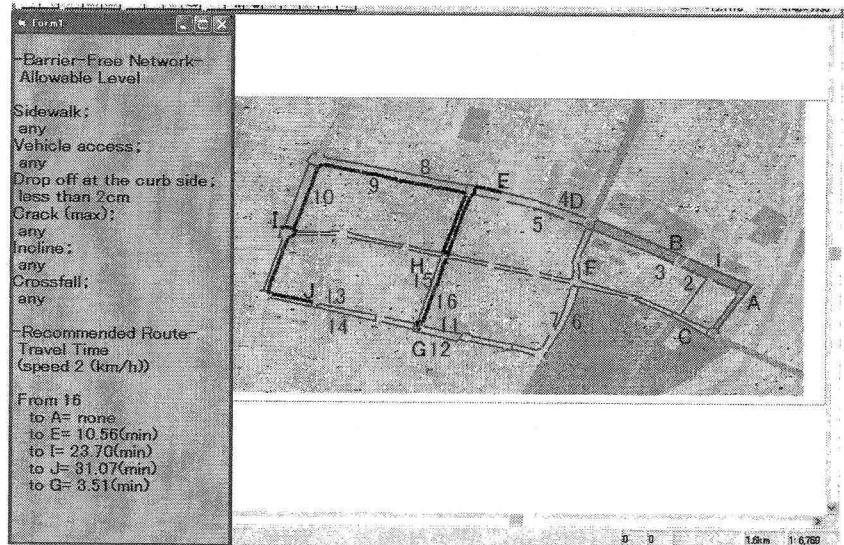 Form1
-Barrier-Free Network-
Allowable Level
Sidewalk;
any
Vehicle access;
any
Drop off at the curb side;
less than 2cm
Crack (max);
any
Incline;
any
Crossfall;
any
-Recommended Route-
Travel Time
(speed 2 (km/h))
From 16
to A= none
to E= 10.56(min)
to I= 23.70(min)
to J= 31.07(min)
to G= 3.51(min)
8
E
9
4D
10
5
I
B
1
H
F
3
2
15
A
J
13
16
14
7
6
C
11
G
12
0 0 1.6km 1: 6,769